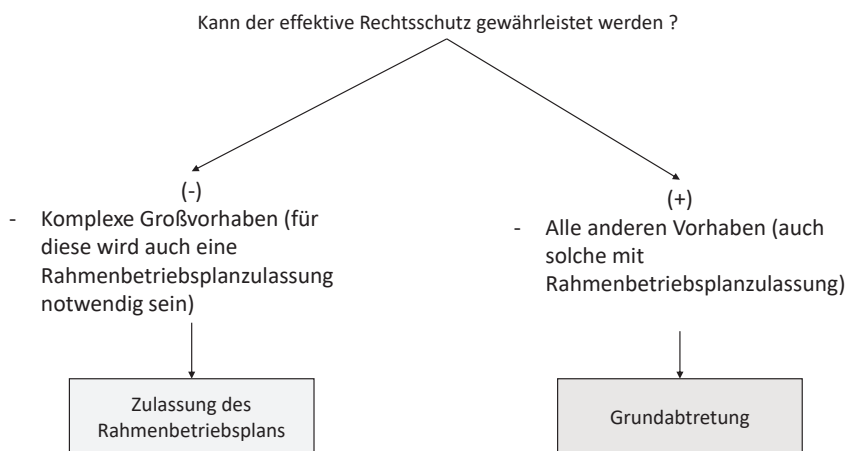 Kann der effektive Rechtsschutz gewährleistet werden ?
(-)
- Komplexe Großvorhaben (für
diese wird auch eine
Rahmenbetriebsplanzulassung
notwendig sein)
(+)
- Alle anderen Vorhaben (auch
solche mit
Rahmenbetriebsplanzulassung)
Zulassung des
Rahmenbetriebsplans
Grundabtretung